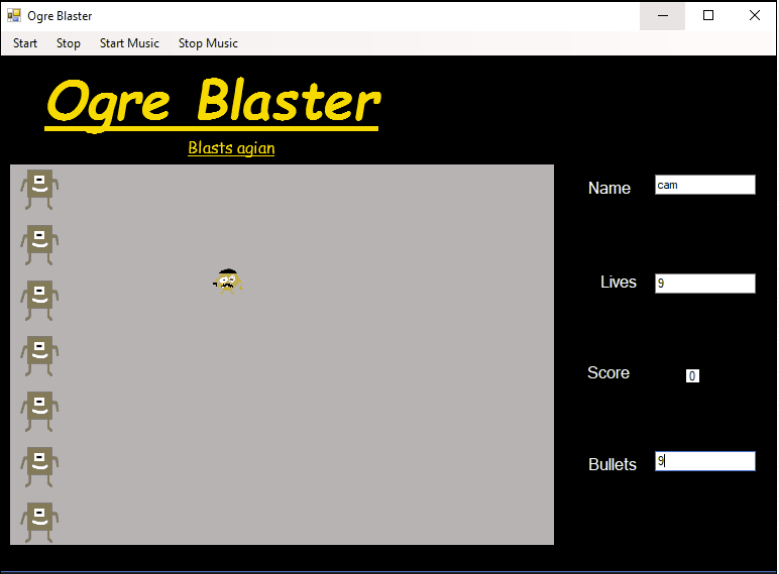 Ogre Blaster
Start Stop Start Music Stop Music
Ogre Blaster
Blasts agian
Name cam
Lives 9
Score 0
Bullets 9